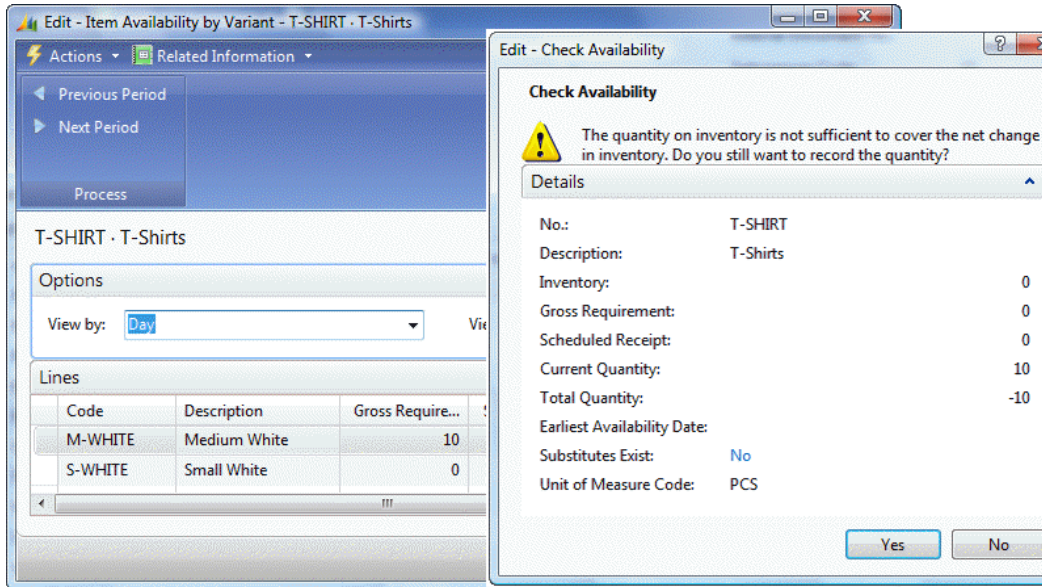 Edit - Item Availability by Variant - T-SHIRT · T-Shirts
Actions
Related Information
Previous Period
Next Period
Process
T-SHIRT · T-Shirts
Options
View by: Day
Lines
Code Description Gross Require...
M-WHITE Medium White 10
S-WHITE Small White 0
Edit - Check Availability
Check Availability
The quantity on inventory is not sufficient to cover the net change
in inventory. Do you still want to record the quantity?
Details
No.: T-SHIRT
Description: T-Shirts
Inventory: 0
Gross Requirement: 0
Scheduled Receipt: 0
Current Quantity: 10
Total Quantity: -10
Earliest Availability Date:
Substitutes Exist: No
Unit of Measure Code: PCS
Yes No